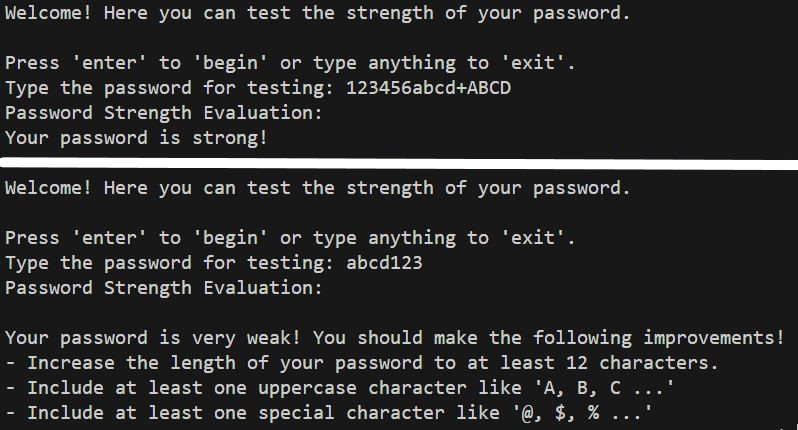 Welcome! Here you can test the strength of your password.
Press 'enter' to 'begin' or type anything to 'exit'.
Type the password for testing: 123456abcd+ABCD
Password Strength Evaluation:
Your password is strong!
Welcome! Here you can test the strength of your password.
Press 'enter' to 'begin' or type anything to 'exit'.
Type the password for testing: abcd123
Password Strength Evaluation:
Your password is very weak! You should make the following improvements!
- Increase the length of your password to at least 12 characters.
- Include at least one uppercase character like 'A, B, C ...'
- Include at least one special character like '@, $, % ...'